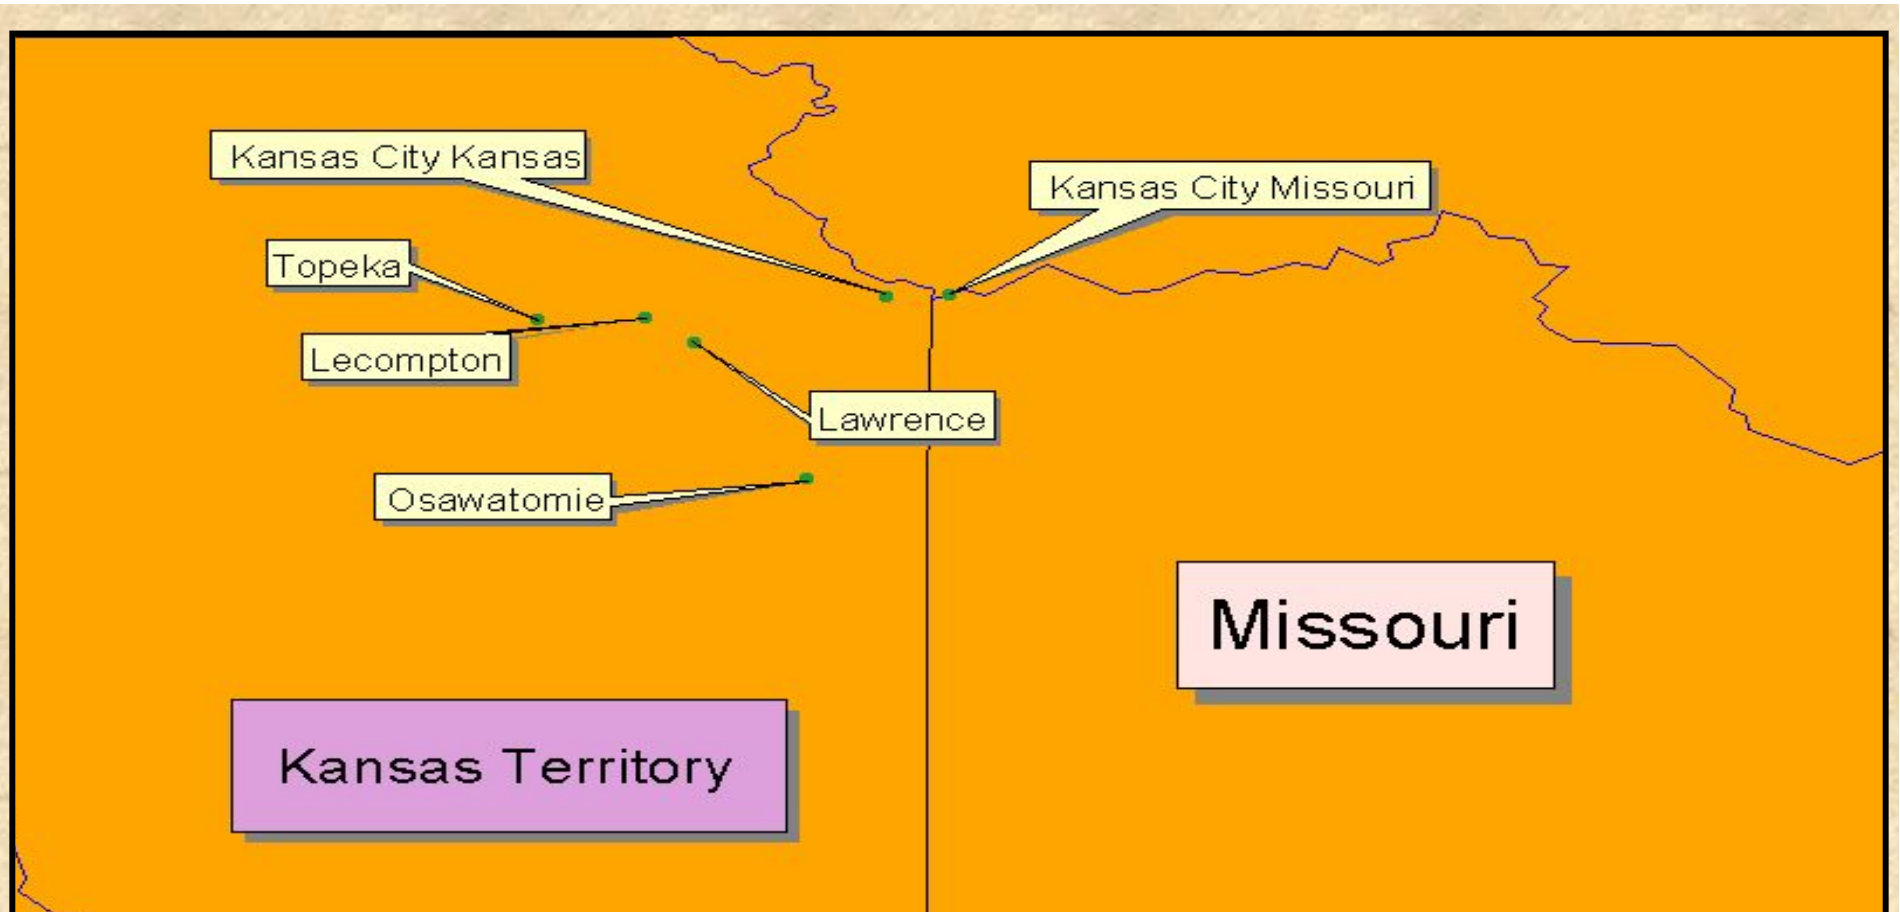 Kansas City Kansas
Kansas City Missouri
Topeka
Lecompton
Lawrence
Osawatomie
Missouri
Kansas Territory